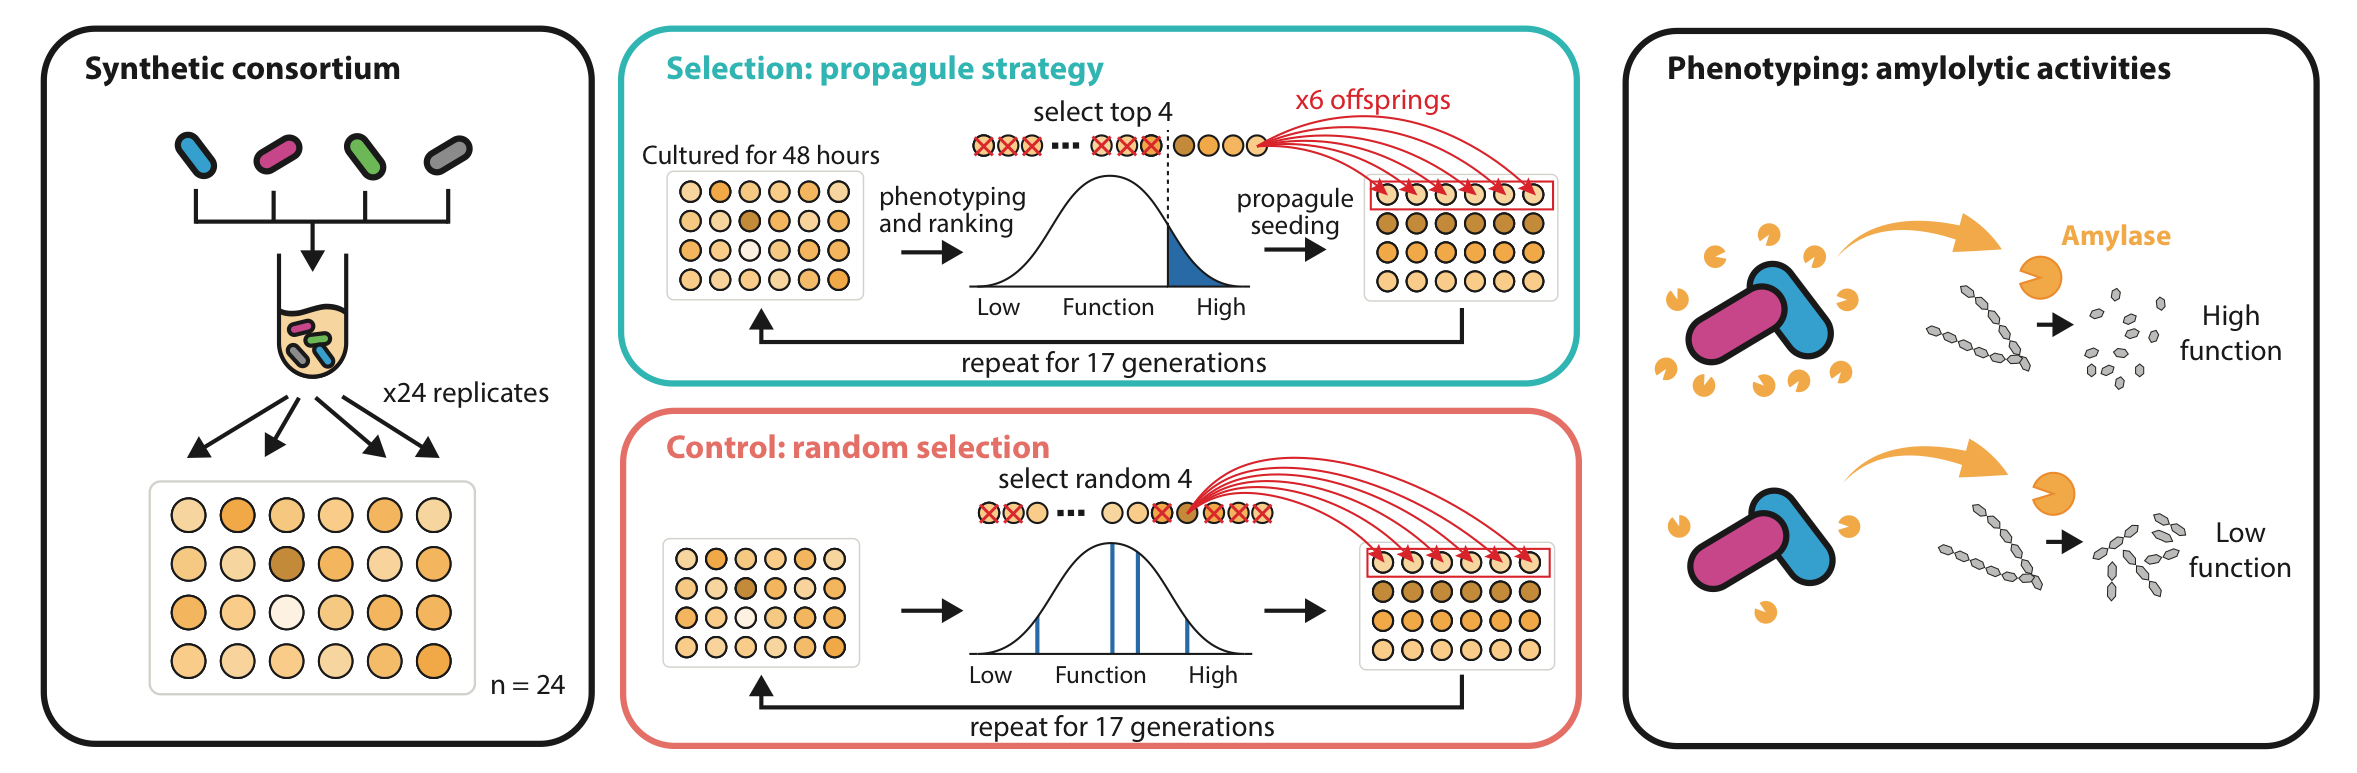 Synthetic consortium
x24 replicates
n = 24
Selection: propagule strategy
select top 4
x6 offsprings
Cultured for 48 hours
phenotyping
and ranking
propagule
seeding
Low
Function
High
repeat for 17 generations
Control: random selection
select random 4
Low
Function
High
repeat for 17 generations
Phenotyping: amylolytic activities
Amylase
High
function
Low
function